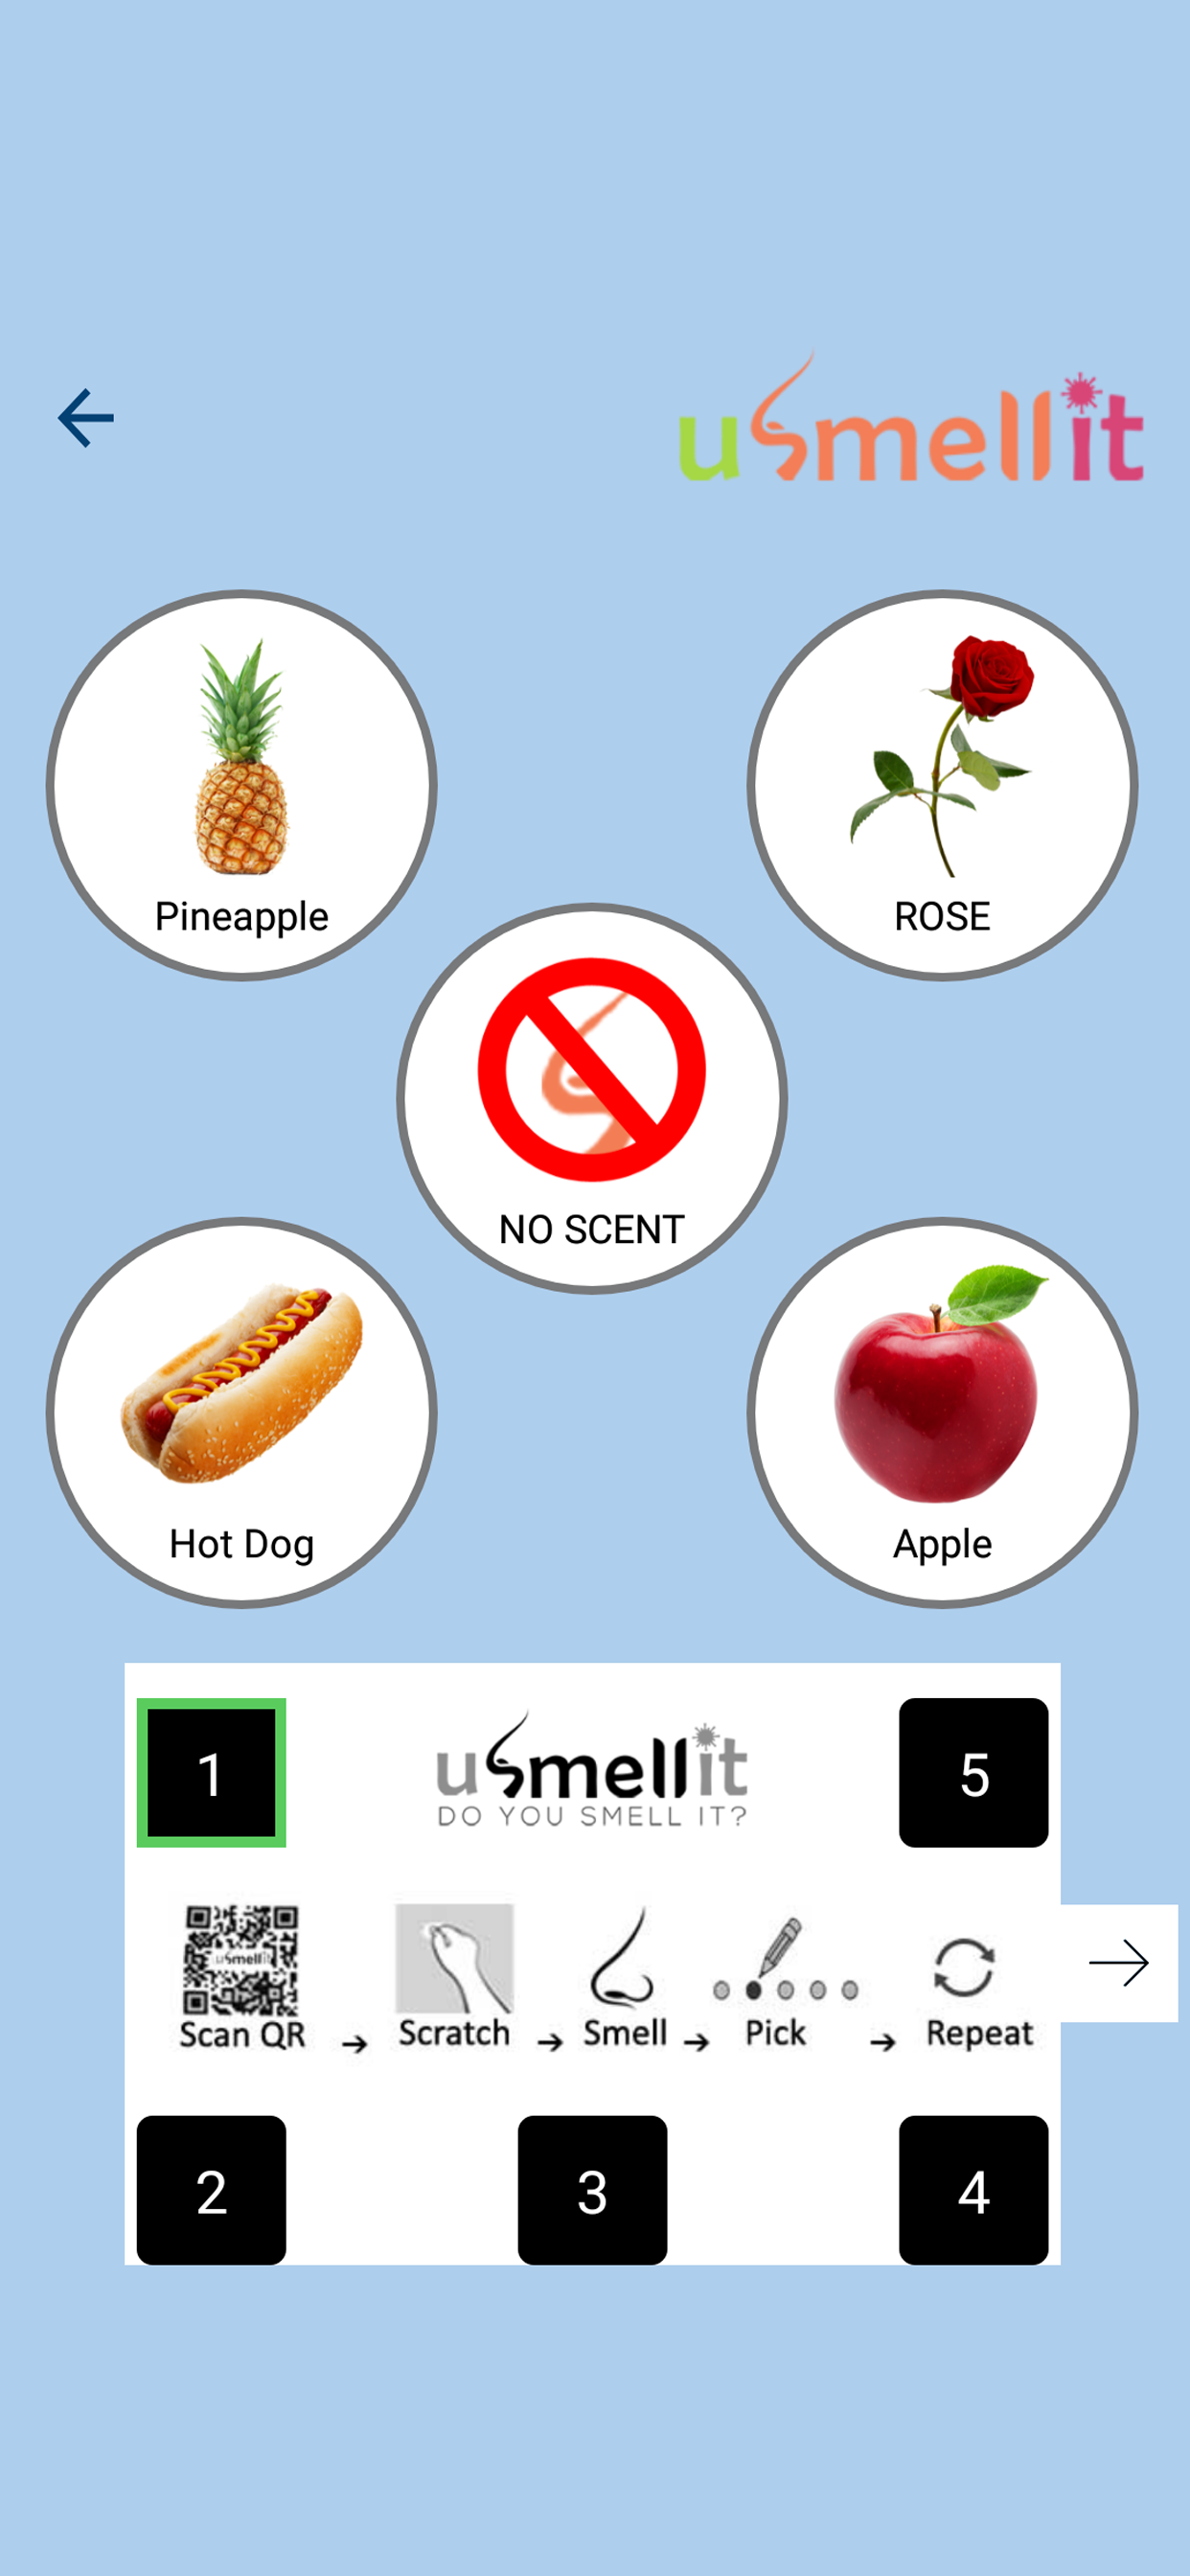 usmellit
Pineapple
ROSE
NO SCENT
Hot Dog
Apple
1
usmellit
5
DO YOU SMELL IT?
usmellit
Scan QR → Scratch → Smell → Pick → Repeat
2 3 4